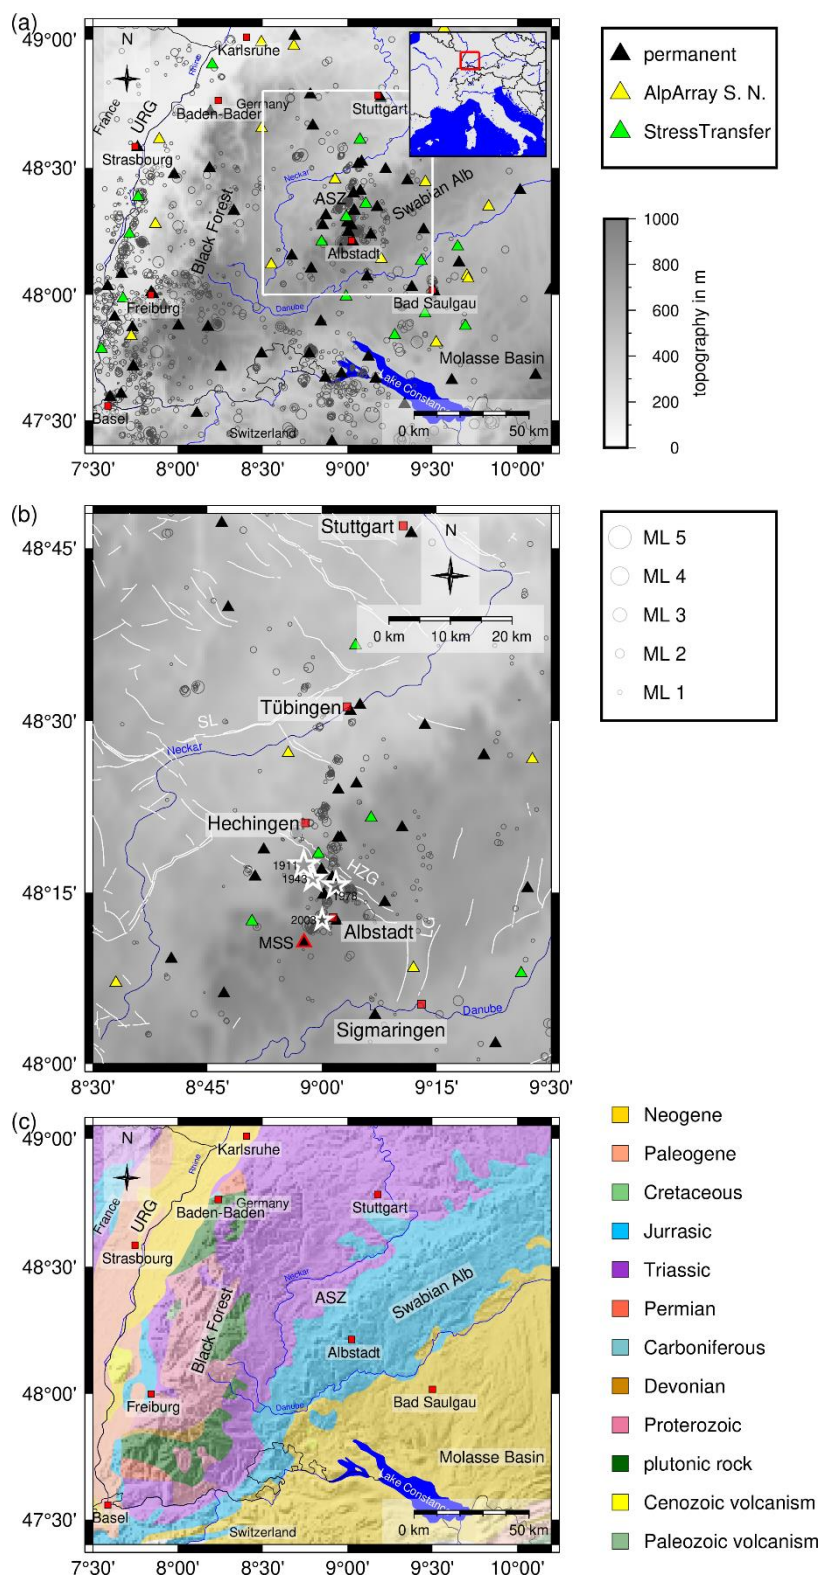 (a)
49°00'
48°30'
48°00'
47°30'
7°30'
8°00'
8°30'
9°00'
9°30'
10°00'
N
France
URG
Rhine
Karlsruhe
Germany
Baden-Bader
Strasbourg
Stuttgart
Neckar
Black Forest
ASZ
Swabian Alb
Albstadt
Danube
Bad Saulgau
Freiburg
Molasse Basin
Lake Constanc
Basel
Switzerland
0 km
50 km
permanent
AlpArray S. N.
StressTransfer
1000
800
600
400
200
0
topography in m
(b)
48°45'
48°30'
48°15'
48°00'
8°30'
8°45'
9°00'
9°15'
9°30'
Stuttgart
N
0 km
10 km
20 km
Tübingen
SL
Neckar
Hechingen
1911
1943
HZG
1978
2003
Albstadt
LG
MSS
Danube
Sigmaringen
ML 5
ML 4
ML 3
ML 2
ML 1
(c)
49°00'
48°30'
48°00'
47°30'
7°30'
8°00'
8°30'
9°00'
9°30'
10°00'
N
France
URG
Rhine
Karlsruhe
Germany
Baden-Baden
Strasbourg
Stuttgart
Neckar
Black Forest
ASZ
Swabian Alb
Albstadt
Danube
Bad Saulgau
Freiburg
Molasse Basin
Lake Constanc
Basel
Switzerland
0 km
50 km
Neogene
Paleogene
Cretaceous
Jurrasic
Triassic
Permian
Carboniferous
Devonian
Proterozoic
plutonic rock
Cenozoic volcanism
Paleozoic volcanism